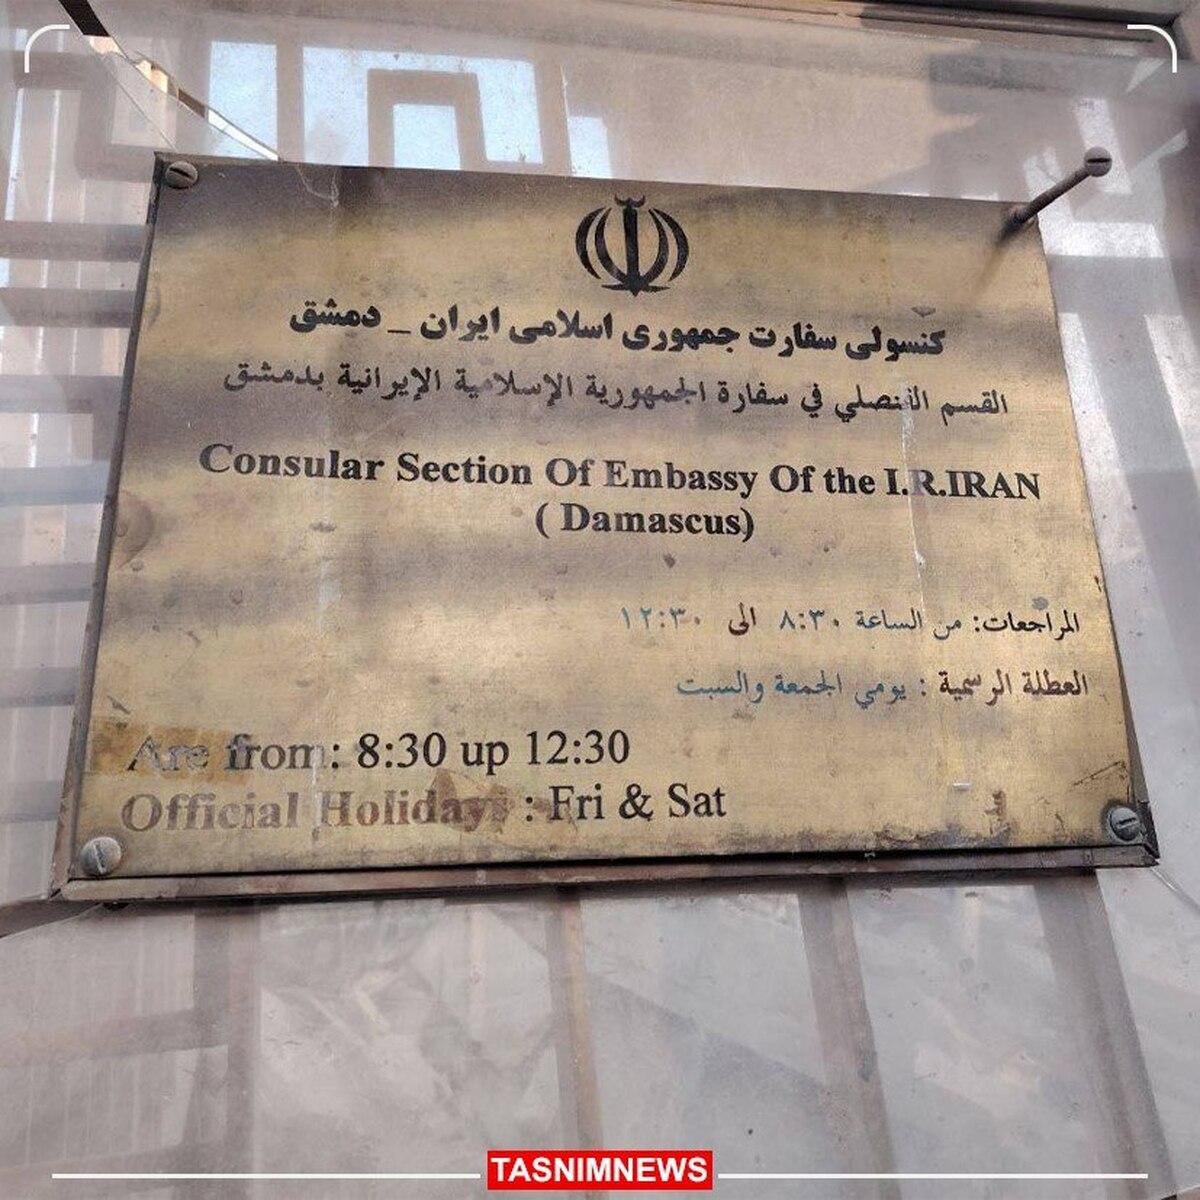 کنسولی سفارت جمهوری اسلامی ایران _ دمشق
القسم القنصلي في سفارة الجمهورية الإسلامية الإيرانية بدمشق
Consular Section Of Embassy Of the I.R.IRAN
( Damascus)
المراجعات: من الساعة ٨:٣٠ الى ١٢:٣٠
العطلة الرسمية : يومي الجمعة والسبت
Are from: 8:30 up 12:30
Official Holidays : Fri & Sat
TASNIMNEWS